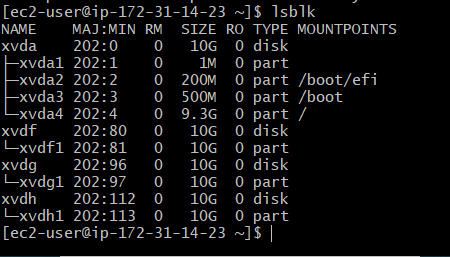 [ec2-user@ip-172-31-14-23 ~]$ lsblk
NAME    MAJ:MIN RM  SIZE RO TYPE MOUNTPOINTS
xvda    202:0    0   10G  0 disk
├─xvda1 202:1    0    1M  0 part
├─xvda2 202:2    0  200M  0 part /boot/efi
├─xvda3 202:3    0  500M  0 part /boot
└─xvda4 202:4    0  9.3G  0 part /
xvdf    202:80   0   10G  0 disk
└─xvdf1 202:81   0   10G  0 part
xvdg    202:96   0   10G  0 disk
└─xvdg1 202:97   0   10G  0 part
xvdh    202:112  0   10G  0 disk
└─xvdh1 202:113  0   10G  0 part
[ec2-user@ip-172-31-14-23 ~]$